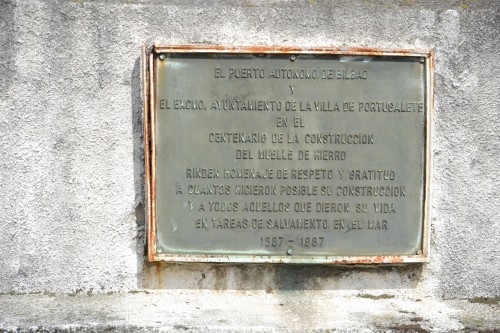 EL PUERTO AUTONOMO DE BILBAO
Y
EL EXCMO. AYUNTAMIENTO DE LA VILLA DE PORTUGALETE
EN EL
CENTENARIO DE LA CONSTRUCCION
DEL MUELLE DE HIERRO
RINDEN HOMENAJE DE RESPETO Y GRATITUD
A CUANTOS HICIERON POSIBLE SU CONSTRUCCION
Y A TODOS AQUELLOS QUE DIERON SU VIDA
EN TAREAS DE SALVAMENTO EN EL MAR
1887 - 1987